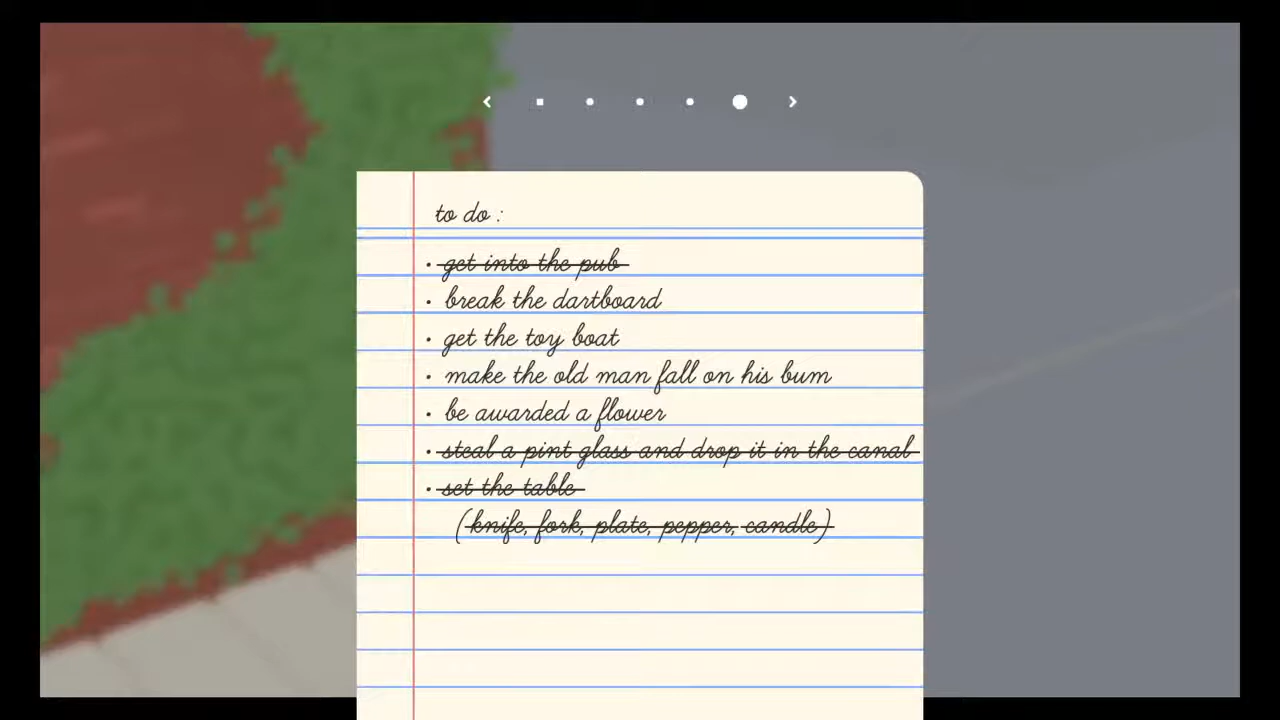 to do :
• get into the pub
• break the dartboard
• get the toy boat
• make the old man fall on his bum
• be awarded a flower
• steal a pint glass and drop it in the canal
• set the table
(knife, fork, plate, pepper, candle)